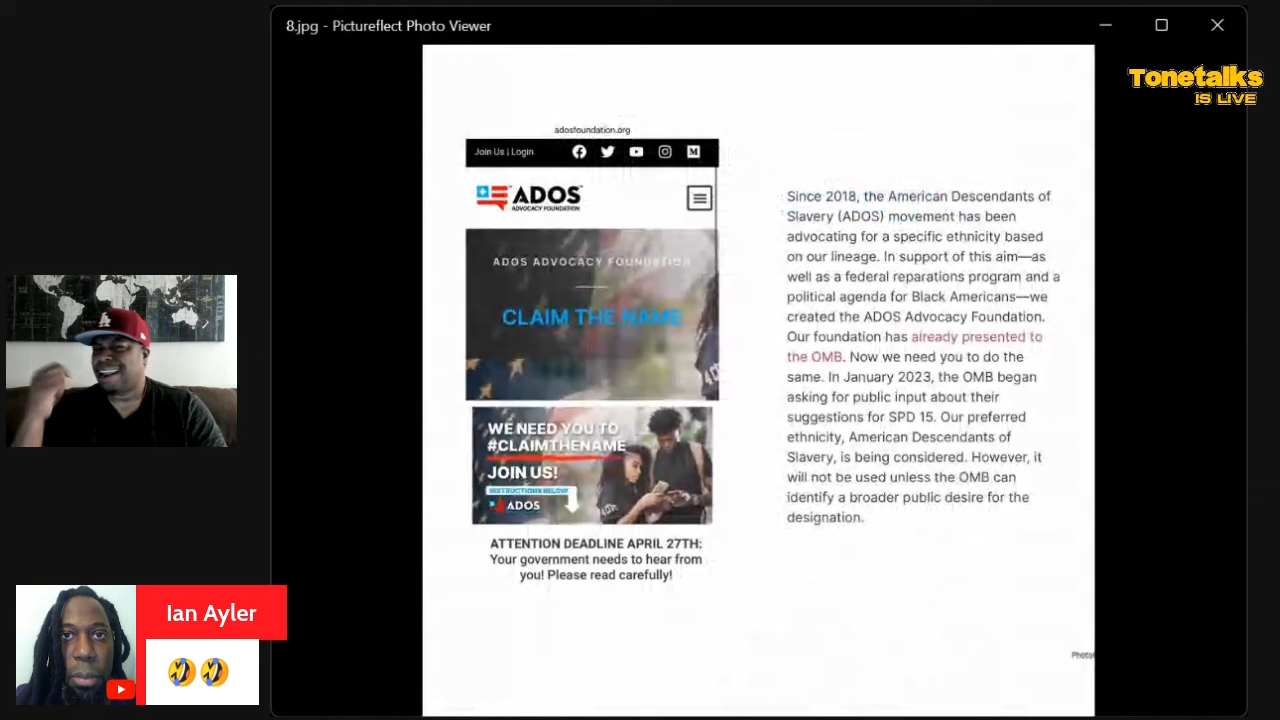 8.jpg - Pictureflect Photo Viewer
Tonetalks
IS LIVE
adosfoundation.org
Join Us | Login
ADOS
ADVOCACY FOUNDATION
ADOS ADVOCACY FOUNDATION
CLAIM THE NAME
WE NEED YOU TO
#CLAIMTHENAME
JOIN US!
INSTRUCTIONS BELOW
ADOS
ATTENTION DEADLINE APRIL 27TH:
Your government needs to hear from
you! Please read carefully!
Since 2018, the American Descendants of
Slavery (ADOS) movement has been
advocating for a specific ethnicity based
on our lineage. In support of this aim—as
well as a federal reparations program and a
political agenda for Black Americans—we
created the ADOS Advocacy Foundation.
Our foundation has already presented to
the OMB. Now we need you to do the
same. In January 2023, the OMB began
asking for public input about their
suggestions for SPD 15. Our preferred
ethnicity, American Descendants of
Slavery, is being considered. However, it
will not be used unless the OMB can
identify a broader public desire for the
designation.
Ian Ayler